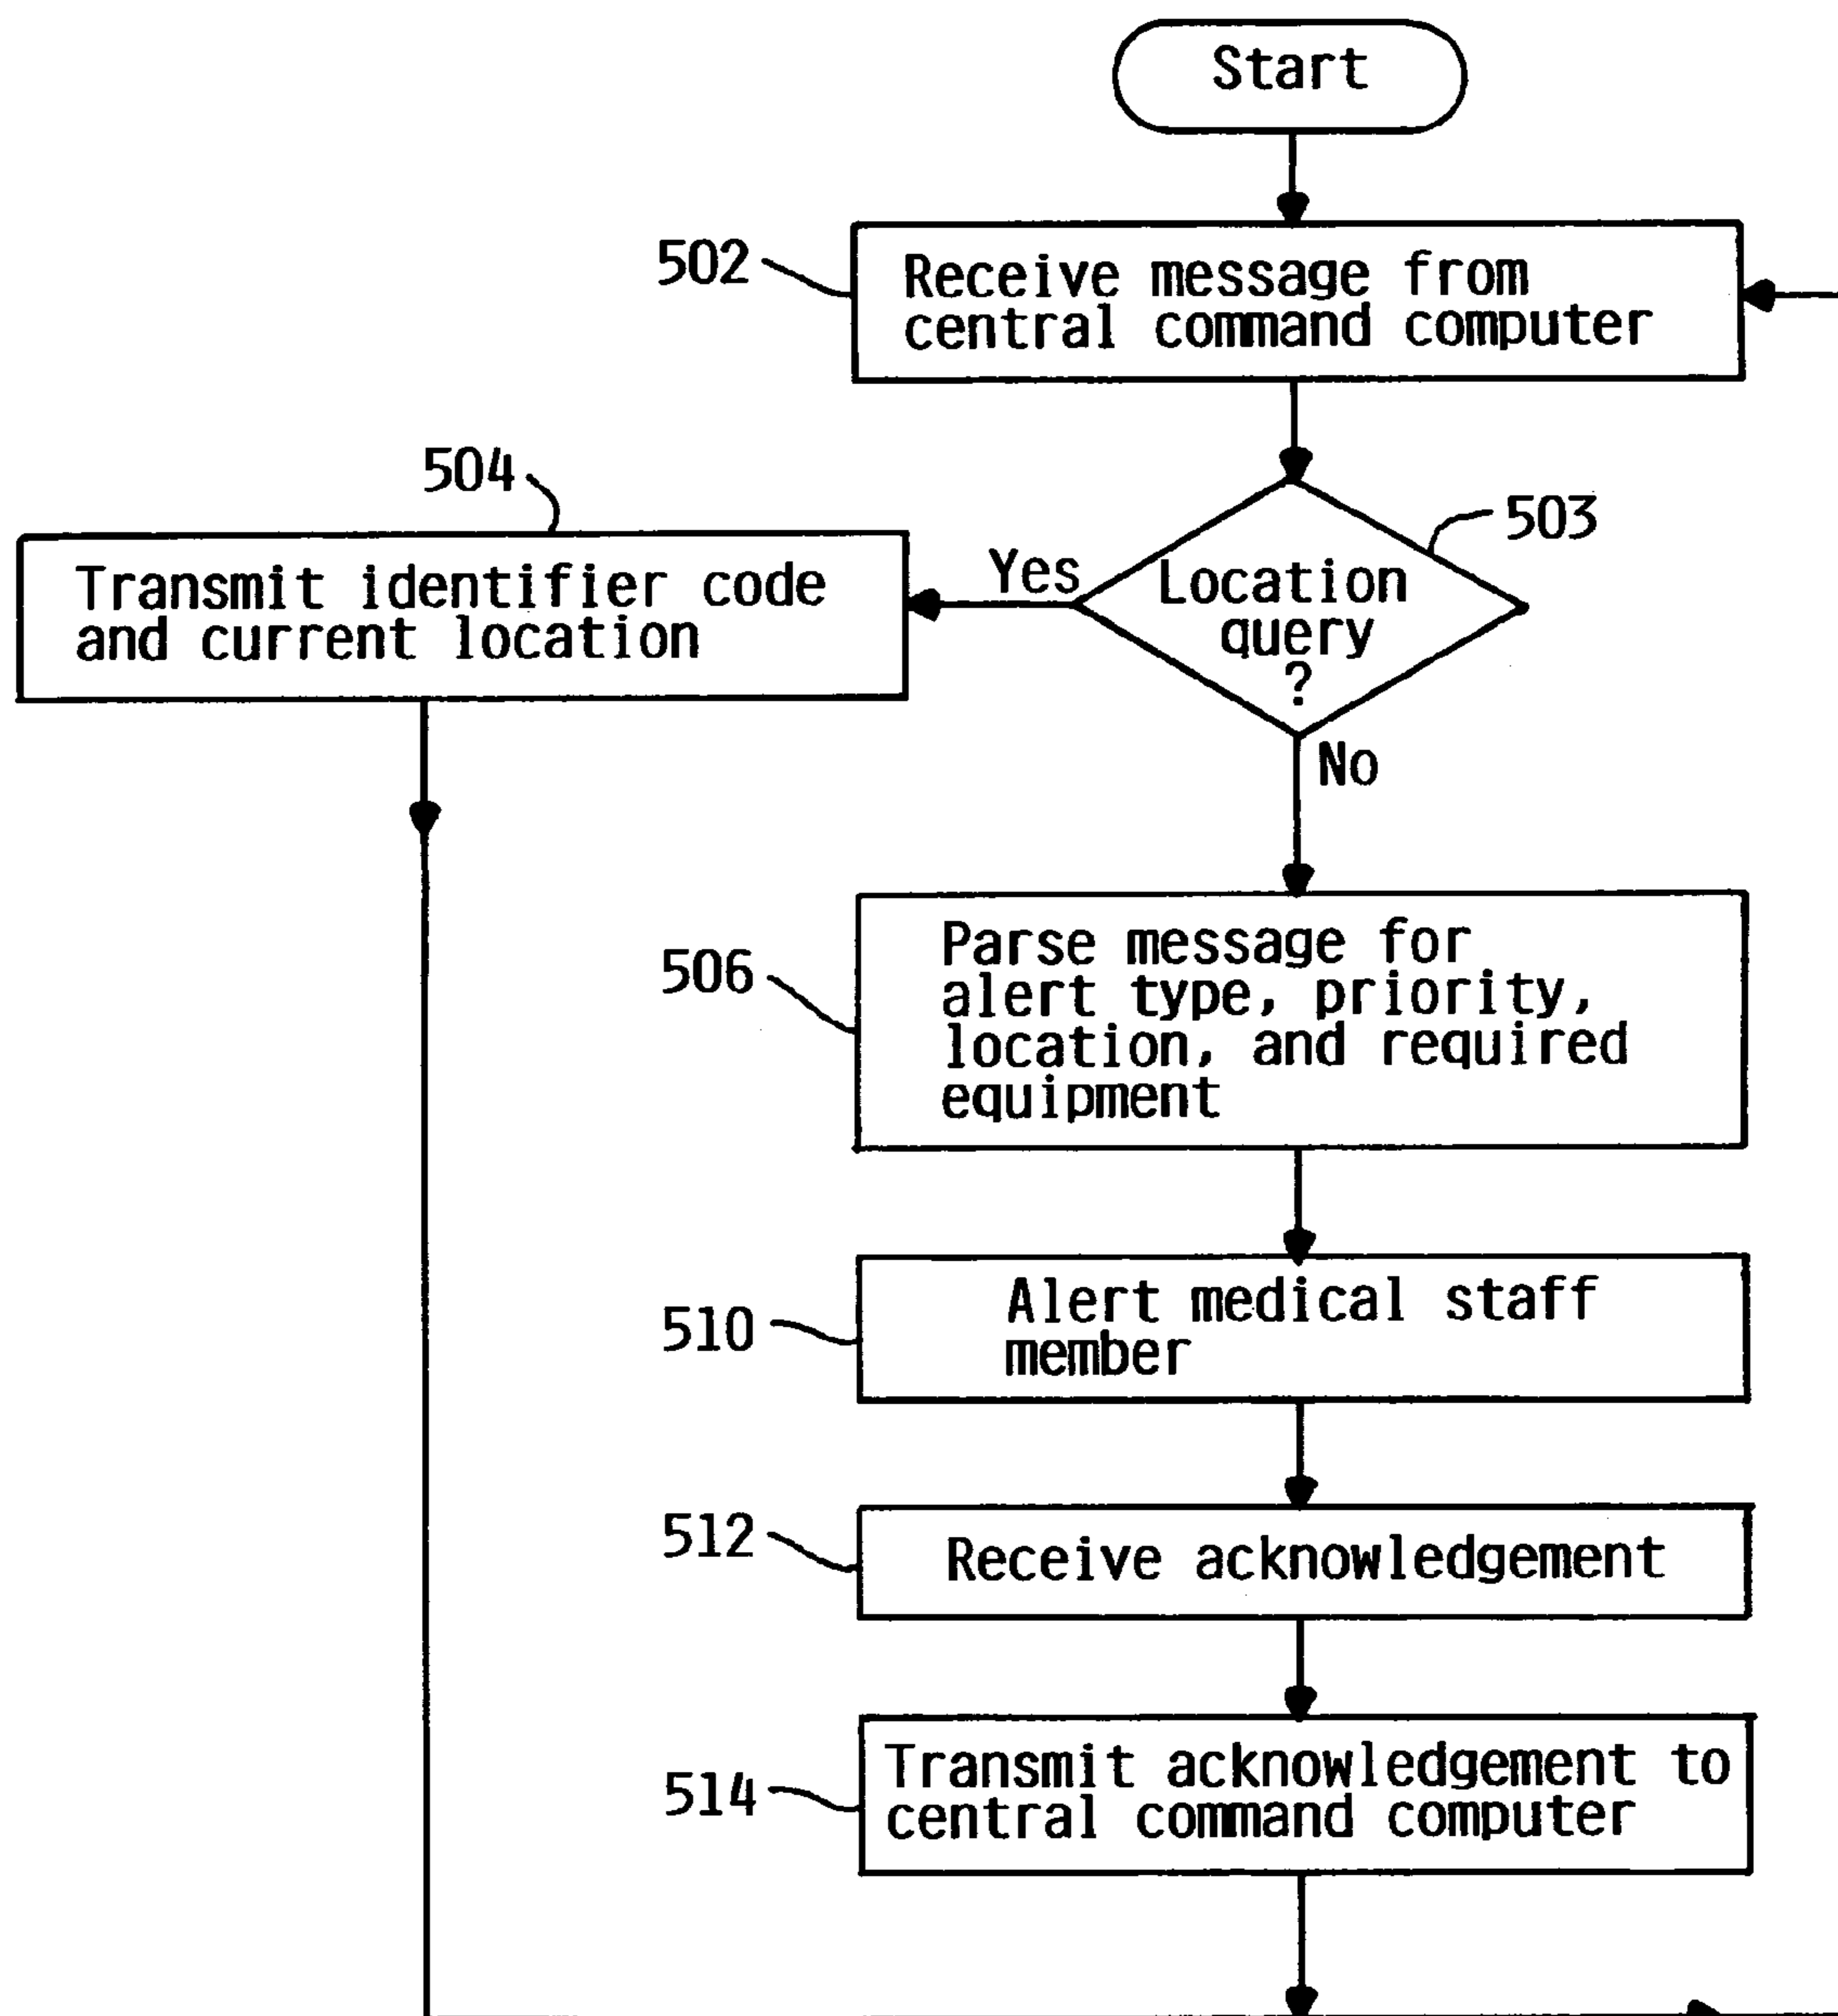 Start
502
Receive message from
central command computer
504
503
Transmit identifier code
and current location
Yes
Location
query
?
No
506
Parse message for
alert type, priority,
location, and required
equipment
510
Alert medical staff
member
512
Receive acknowledgement
514
Transmit acknowledgement to
central command computer